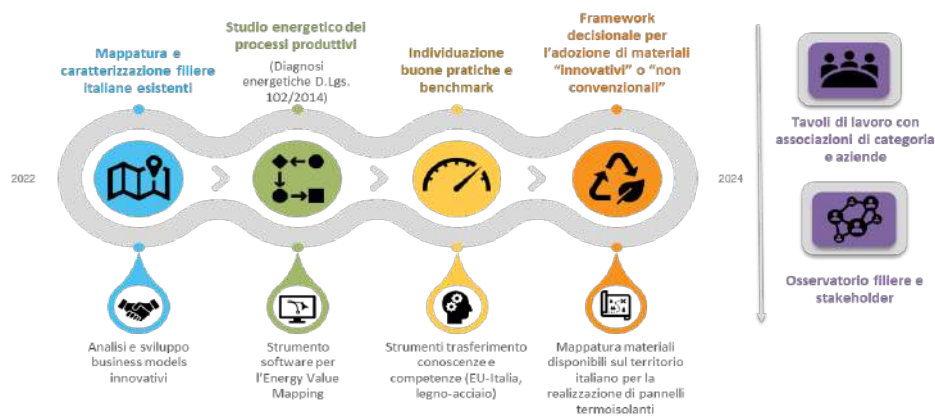 Mappatura e
caratterizzazione filiere
italiane esistenti
Studio energetico dei
processi produttivi
(Diagnosi
energetiche D.Lgs.
102/2014)
Individuazione
buone pratiche e
benchmark
Framework
decisionale per
l'adozione di materiali
"innovativi" o "non
convenzionali"
2022
2024
Analisi e sviluppo
business models
innovativi
Strumento
software per
l'Energy Value
Mapping
Strumenti trasferimento
conoscenze e
competenze (EU-Italia,
legno-acciaio)
Mappatura materiali
disponibili sul territorio
italiano per la
realizzazione di pannelli
termoisolanti
Tavoli di lavoro con
associazioni di categoria
e aziende
Osservatorio filiere e
stakeholder